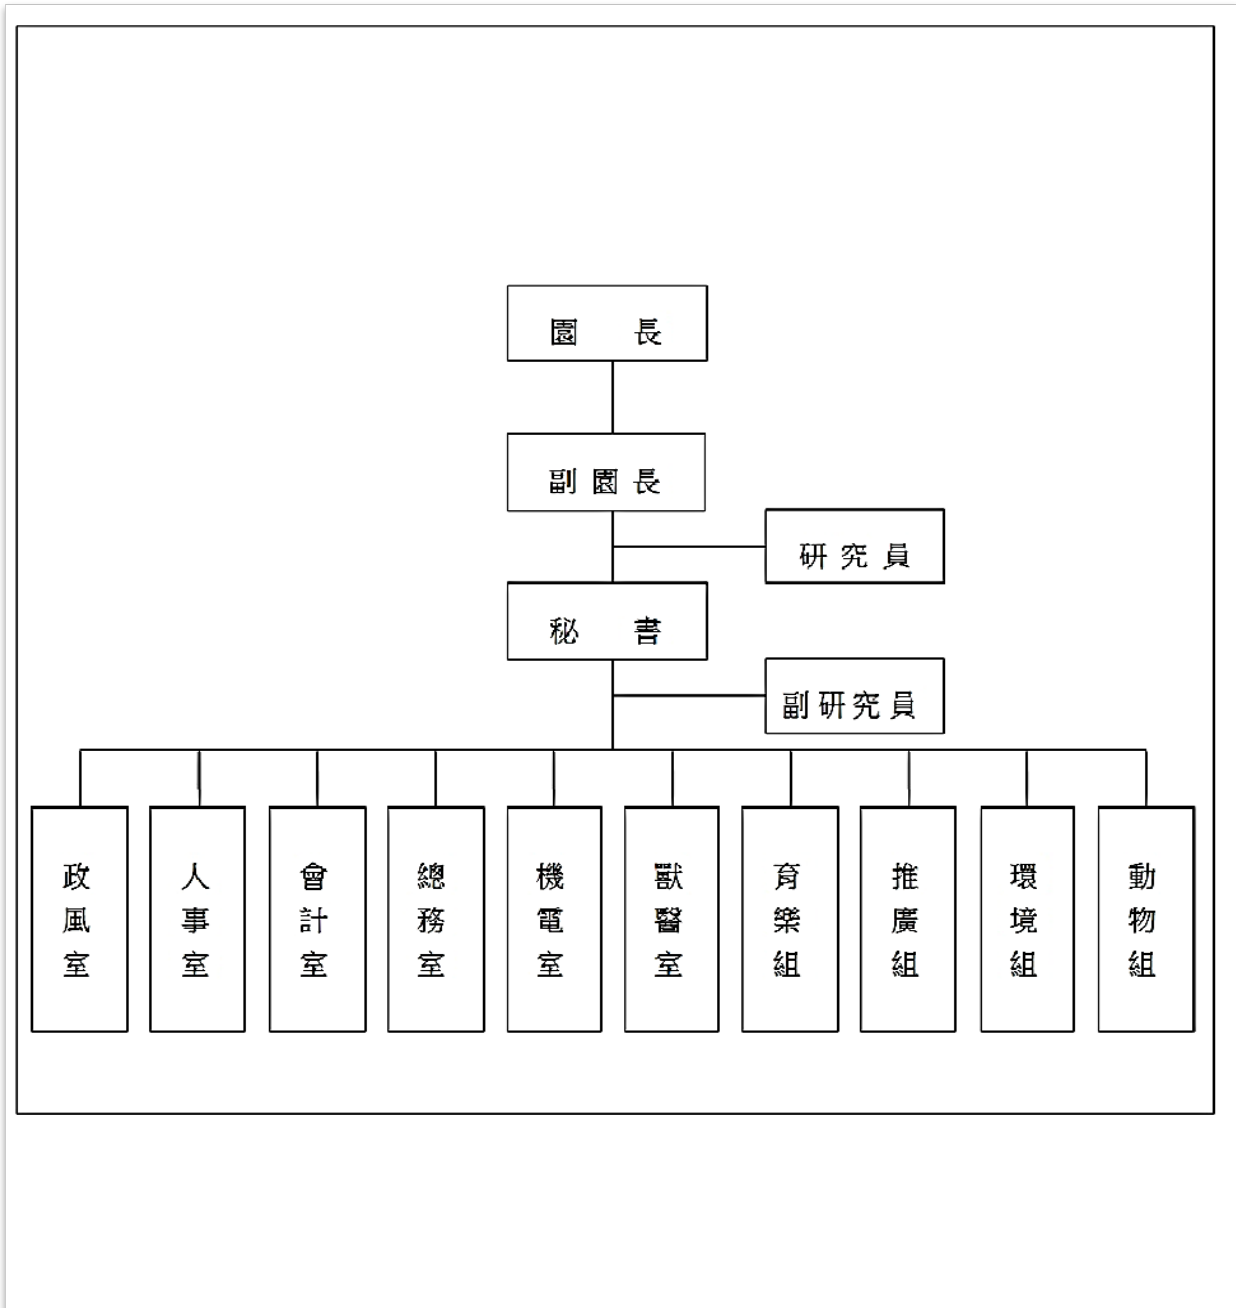 園長
副園長
研究員
秘書
副研究員
政風室
人事室
會計室
總務室
機電室
獸醫室
育樂組
推廣組
環境組
動物組